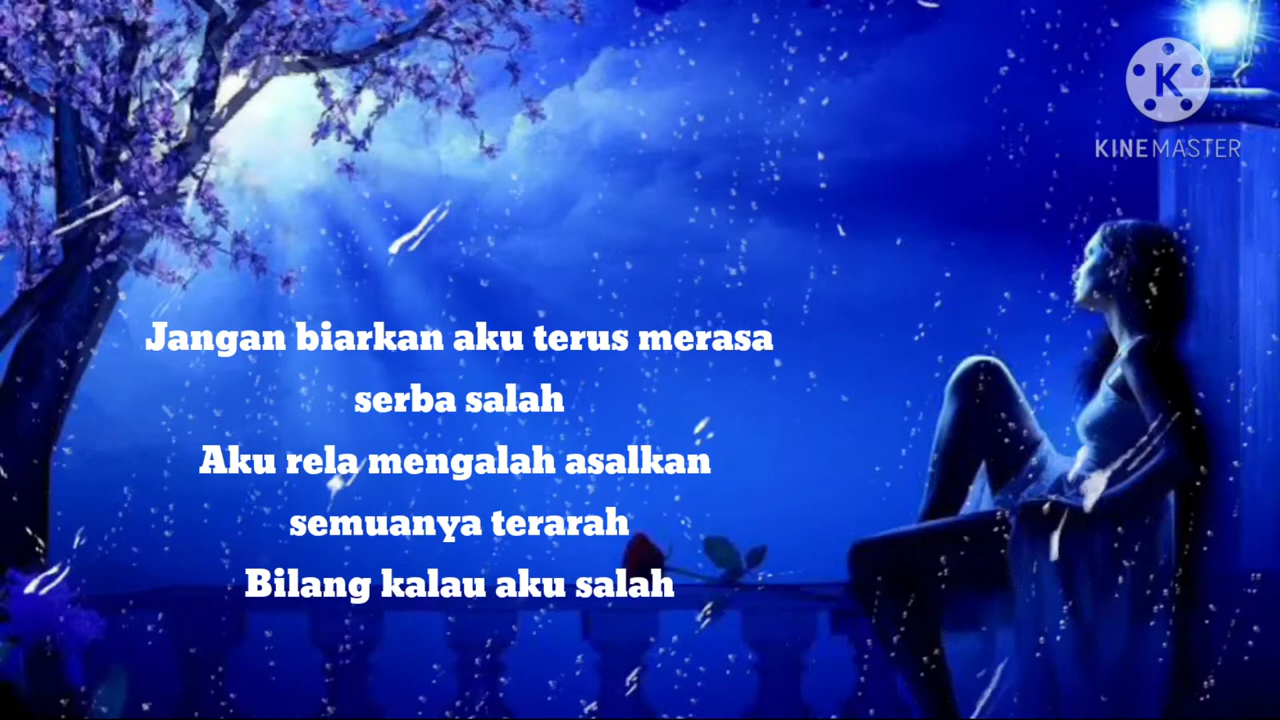 KINEMASTER
Jangan biarkan aku terus merasa
serba salah
Aku rela mengalah asalkan
semuanya terarah
Bilang kalau aku salah